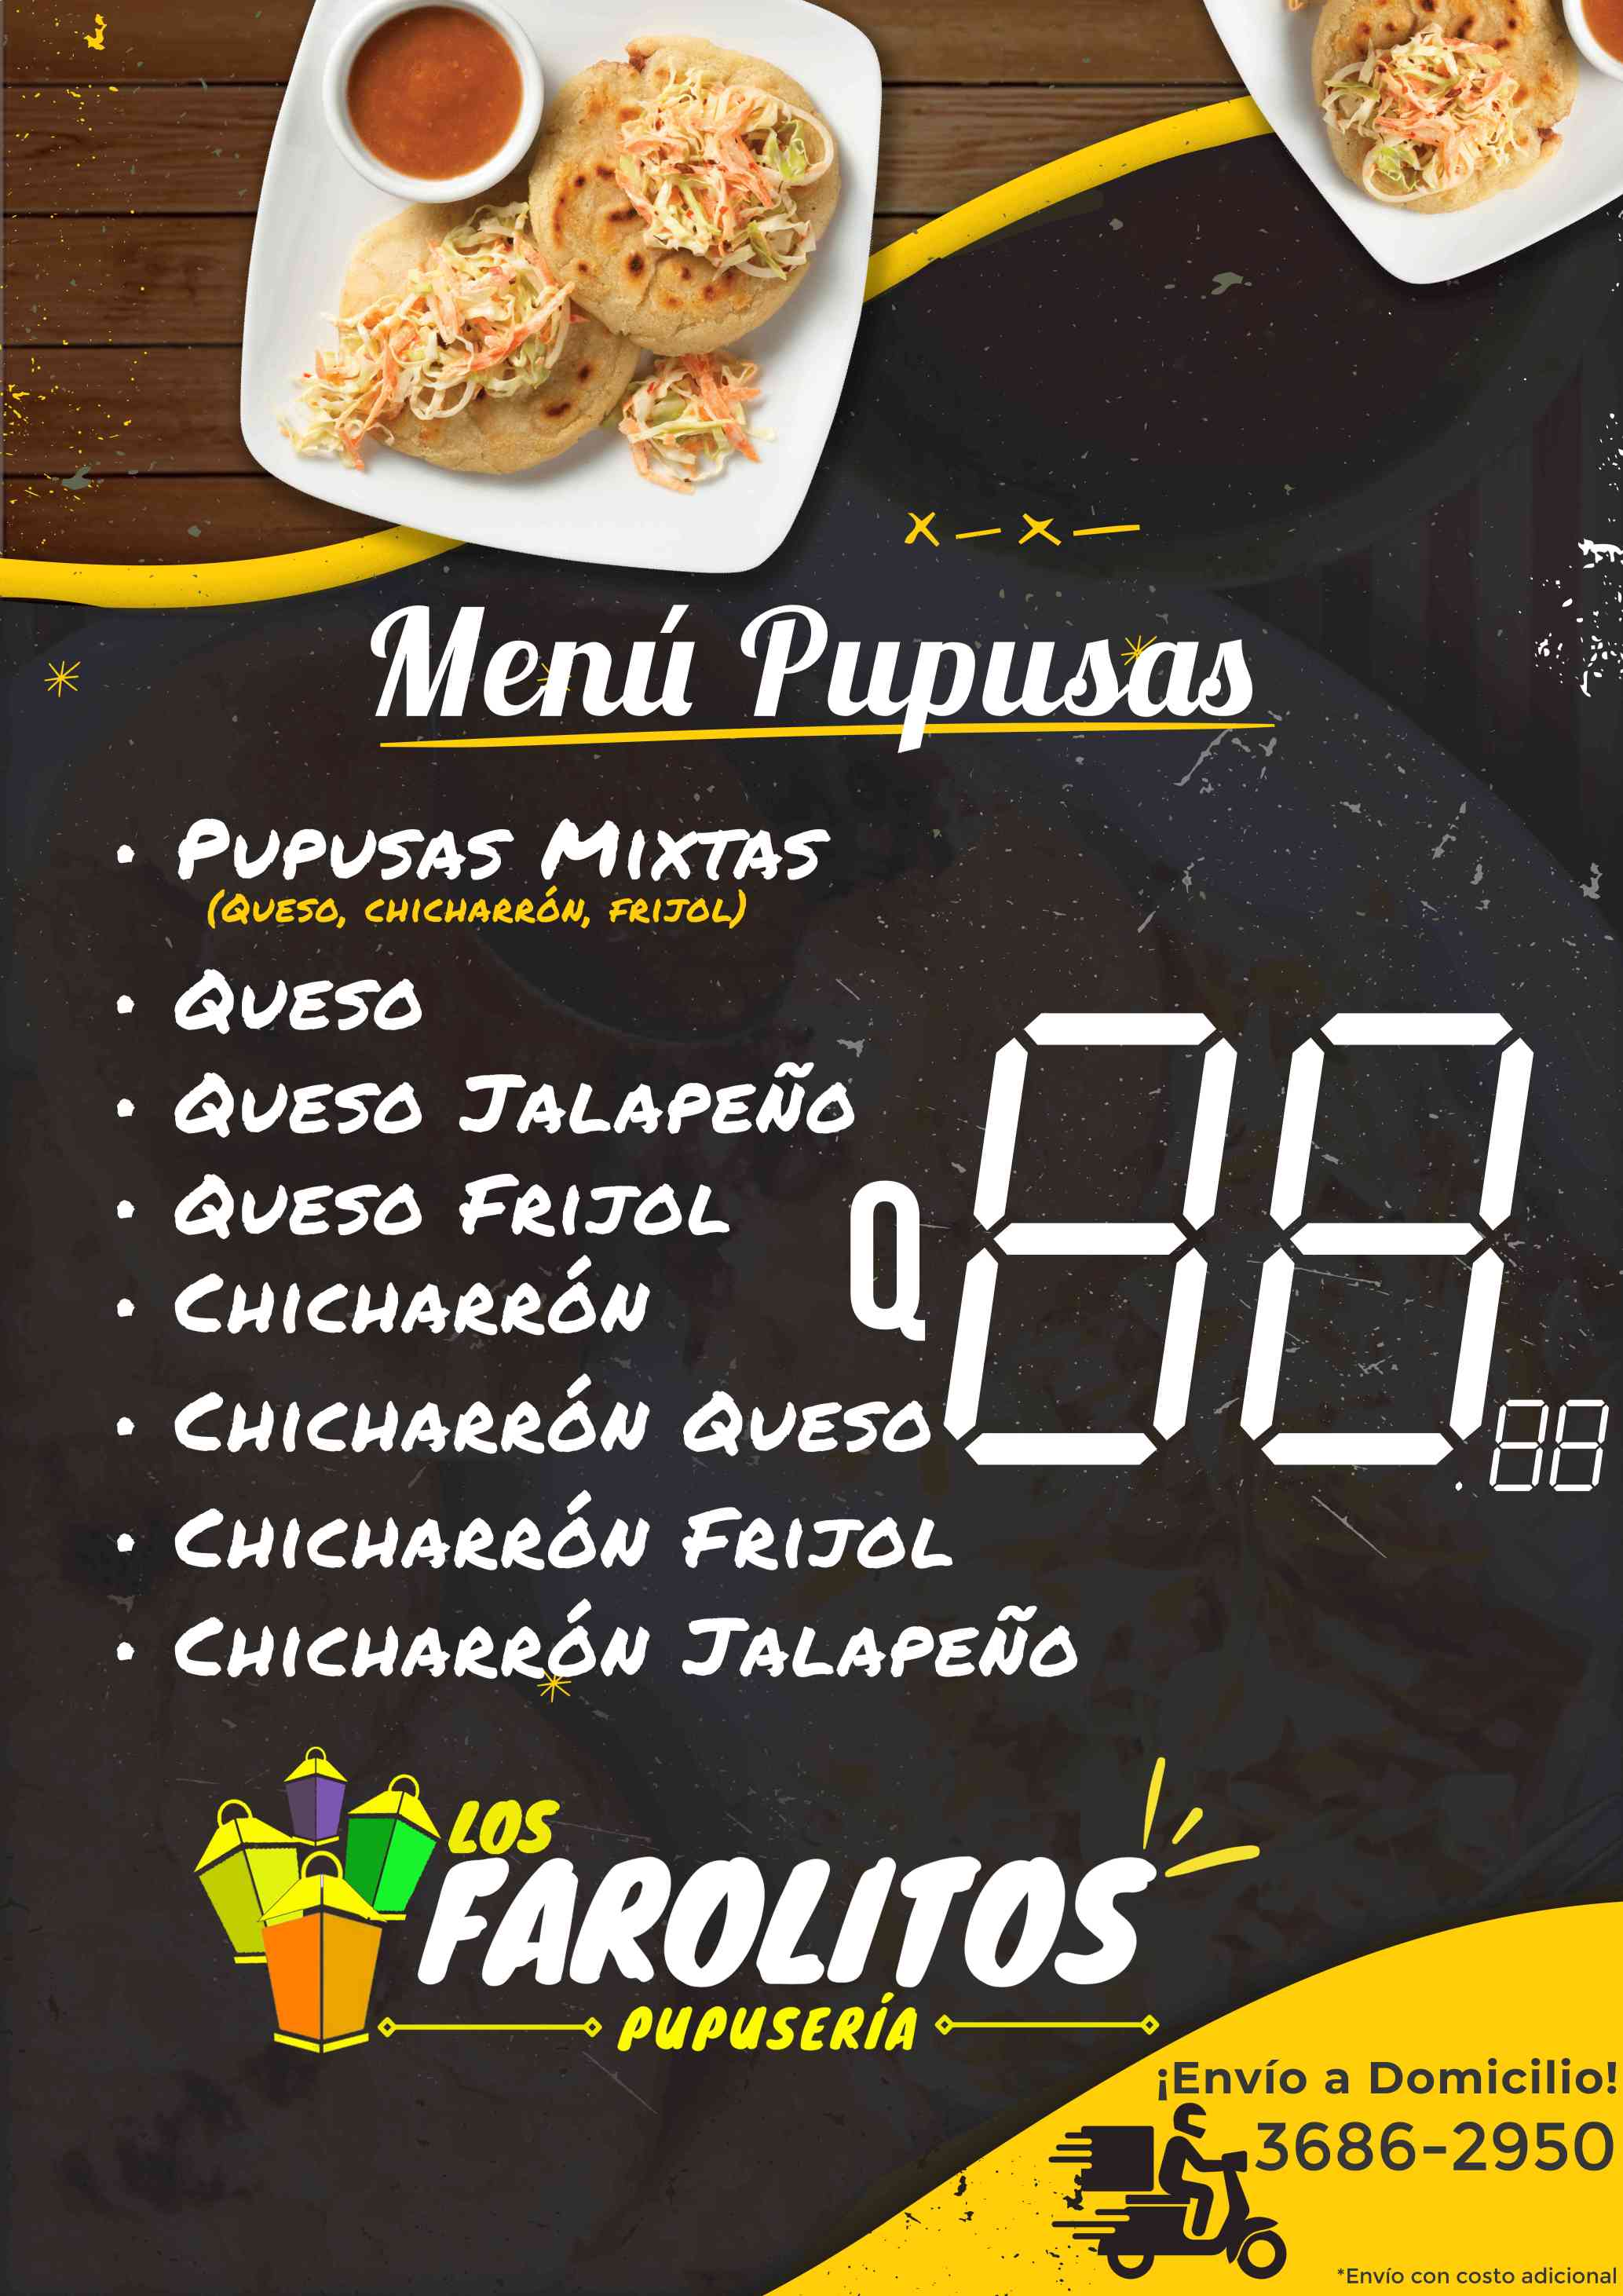 Menú Pupusas
• Pupusas Mixtas
(Queso, chicharrón, frijol)
• Queso
• Queso Jalapeño
• Queso Frijol
• Chicharrón
• Chicharrón Queso
• Chicharrón Frijol
• Chicharrón Jalapeño
Q88.88
LOS
FAROLITOS
PUPUSERÍA
¡Envío a Domicilio!
3686-2950
*Envío con costo adicional